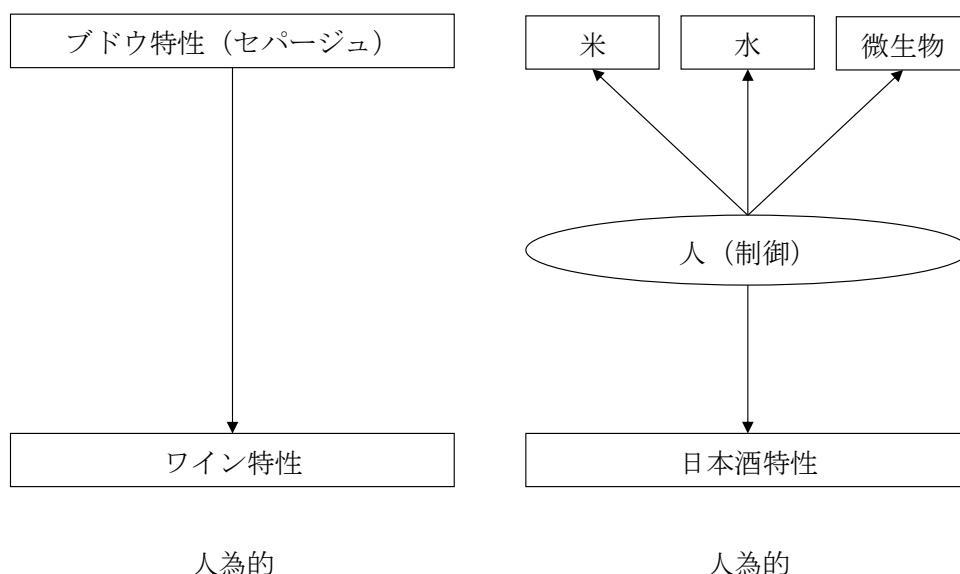 ブドウ特性（セパージュ）
ワイン特性
人為的
米
水
微生物
人（制御）
日本酒特性
人為的